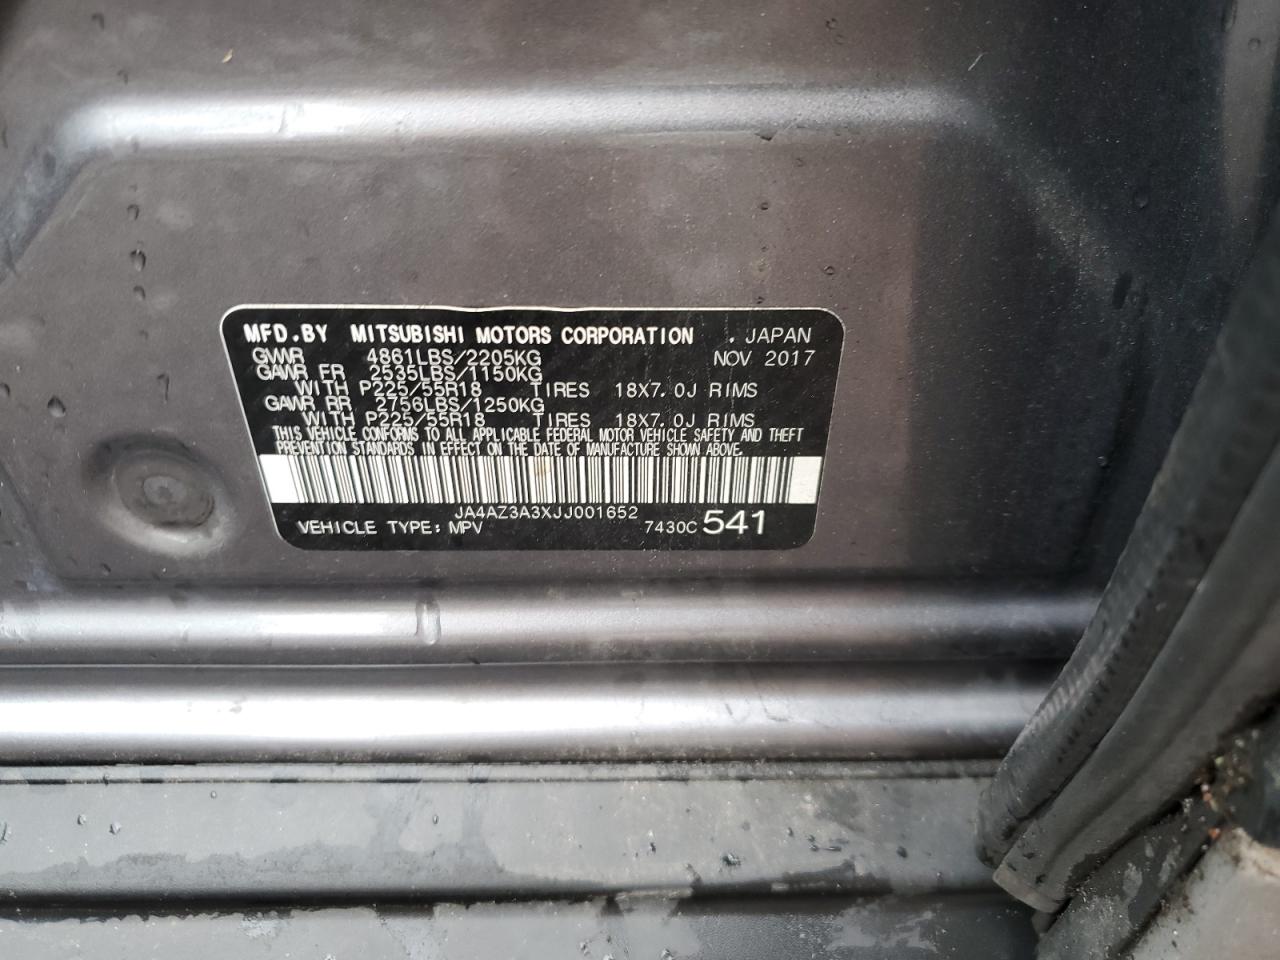 MFD.BY MITSUBISHI MOTORS CORPORATION , JAPAN
GVWR 4861LBS/2205KG NOV 2017
GAWR FR 2535LBS/1150KG
WITH P225/55R18 TIRES 18X7.0J RIMS
GAWR RR 2756LBS/1250KG
WITH P225/55R18 TIRES 18X7.0J RIMS
THIS VEHICLE CONFORMS TO ALL APPLICABLE FEDERAL MOTOR VEHICLE SAFETY AND THEFT
PREVENTION STANDARDS IN EFFECT ON THE DATE OF MANUFACTURE SHOWN ABOVE.
JA4AZ3A3XJJ001652
VEHICLE TYPE: MPV 7430C 541